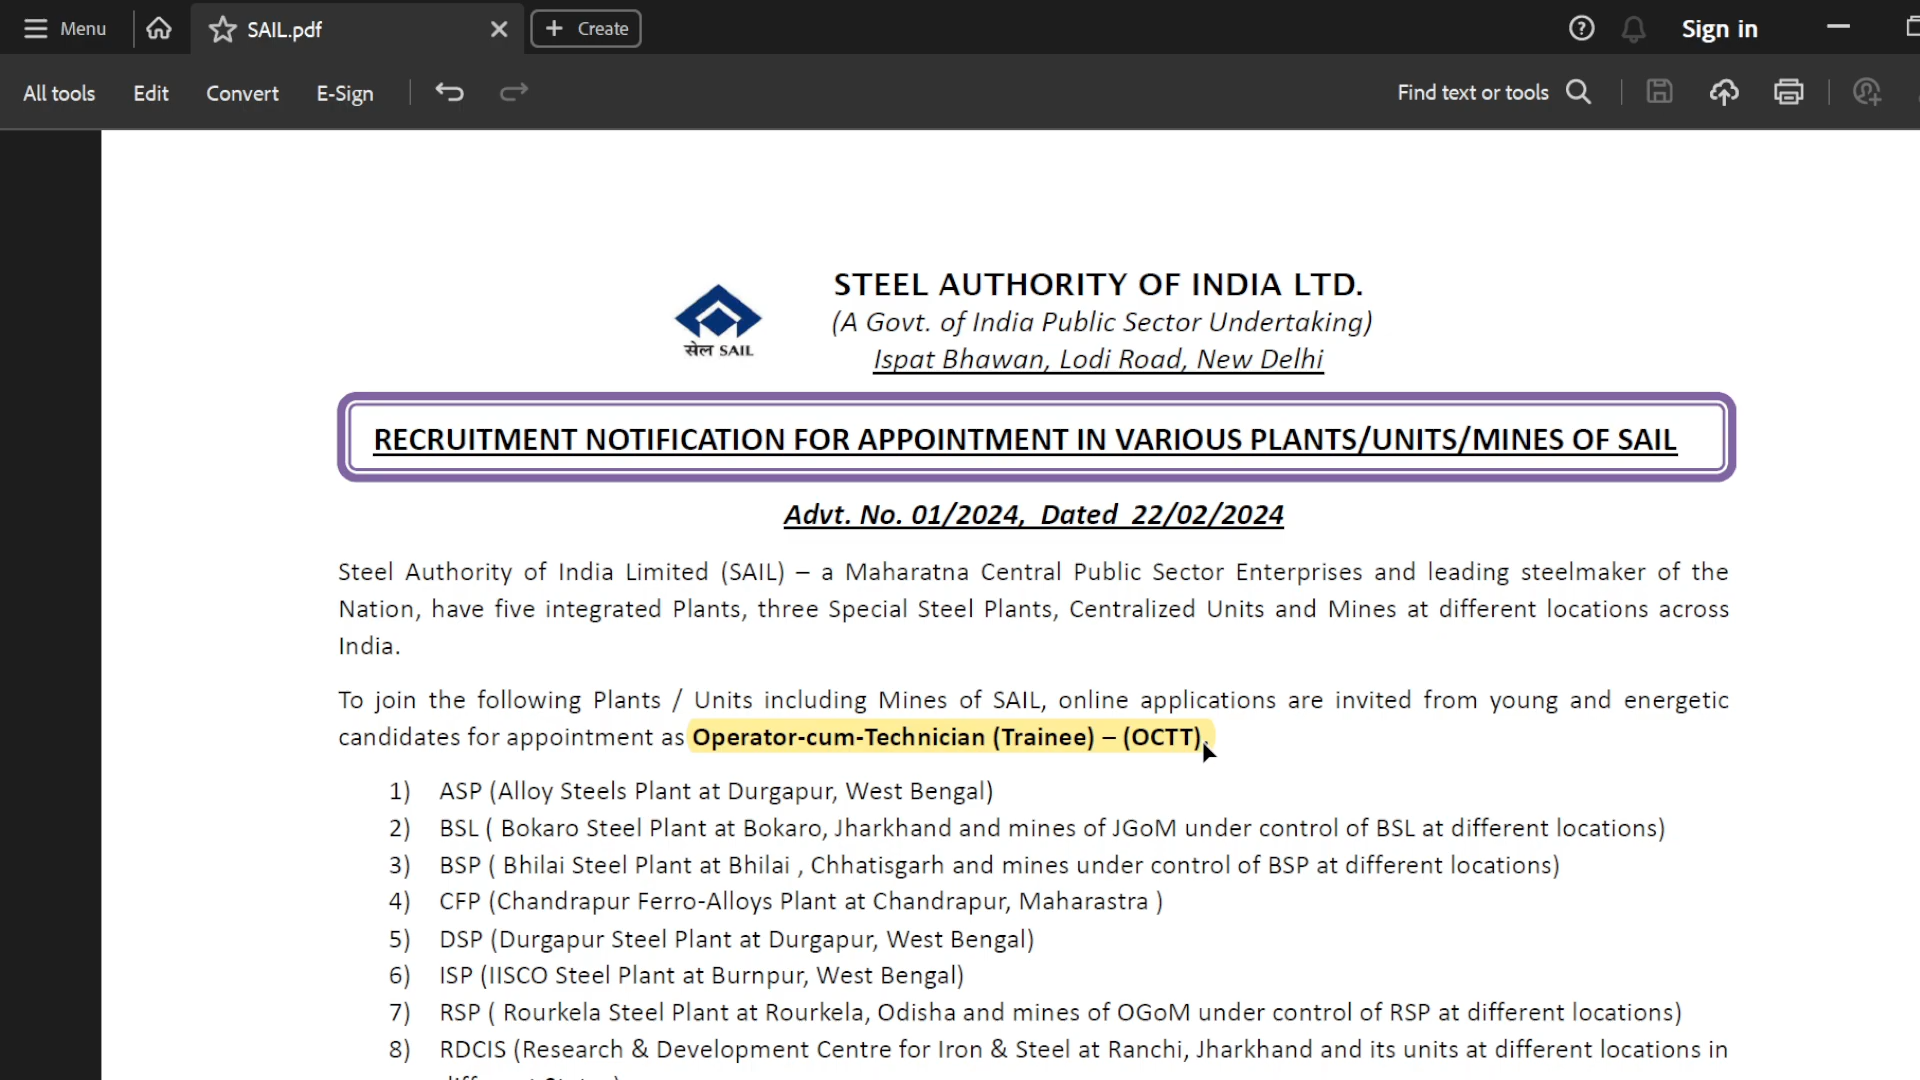 Menu
SAIL.pdf
Create
Sign in
All tools
Edit
Convert
E-Sign
Find text or tools
STEEL AUTHORITY OF INDIA LTD.
(A Govt. of India Public Sector Undertaking)
Ispat Bhawan, Lodi Road, New Delhi
सेल SAIL
RECRUITMENT NOTIFICATION FOR APPOINTMENT IN VARIOUS PLANTS/UNITS/MINES OF SAIL
Advt. No. 01/2024, Dated 22/02/2024
Steel Authority of India Limited (SAIL) – a Maharatna Central Public Sector Enterprises and leading steelmaker of the
Nation, have five integrated Plants, three Special Steel Plants, Centralized Units and Mines at different locations across
India.
To join the following Plants / Units including Mines of SAIL, online applications are invited from young and energetic
candidates for appointment as Operator-cum-Technician (Trainee) – (OCTT).
1) ASP (Alloy Steels Plant at Durgapur, West Bengal)
2) BSL ( Bokaro Steel Plant at Bokaro, Jharkhand and mines of JGoM under control of BSL at different locations)
3) BSP ( Bhilai Steel Plant at Bhilai , Chhatisgarh and mines under control of BSP at different locations)
4) CFP (Chandrapur Ferro-Alloys Plant at Chandrapur, Maharastra )
5) DSP (Durgapur Steel Plant at Durgapur, West Bengal)
6) ISP (IISCO Steel Plant at Burnpur, West Bengal)
7) RSP ( Rourkela Steel Plant at Rourkela, Odisha and mines of OGoM under control of RSP at different locations)
8) RDCIS (Research & Development Centre for Iron & Steel at Ranchi, Jharkhand and its units at different locations in